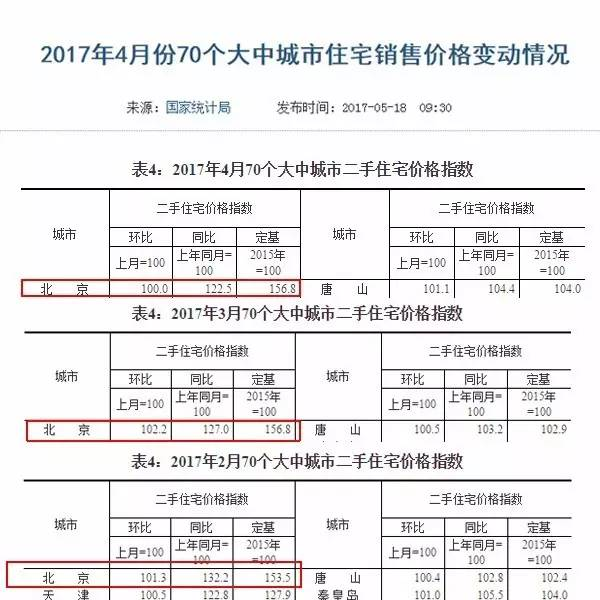 2017年4月份70个大中城市住宅销售价格变动情况
来源：国家统计局 发布时间：2017-05-18 09:30
表4：2017年4月70个大中城市二手住宅价格指数
城市 二手住宅价格指数 城市 二手住宅价格指数
环比 同比 定基 环比 同比 定基
上月=100 上年同月=100 2015年=100 上月=100 上年同月=100 2015年=100
北 京 100.0 122.5 156.8 唐 山 101.1 104.4 104.0
表4：2017年3月70个大中城市二手住宅价格指数
城市 二手住宅价格指数 城市 二手住宅价格指数
环比 同比 定基 环比 同比 定基
上月=100 上年同月=100 2015年=100 上月=100 上年同月=100 2015年=100
北 京 102.2 127.0 156.8 唐 山 100.5 103.2 102.9
表4：2017年2月70个大中城市二手住宅价格指数
城市 二手住宅价格指数 城市 二手住宅价格指数
环比 同比 定基 环比 同比 定基
上月=100 上年同月=100 2015年=100 上月=100 上年同月=100 2015年=100
北 京 101.3 132.2 153.5 唐 山 100.4 102.8 102.4
天 津 100.5 122.8 127.9 秦皇岛 101.0 105.5 104.0